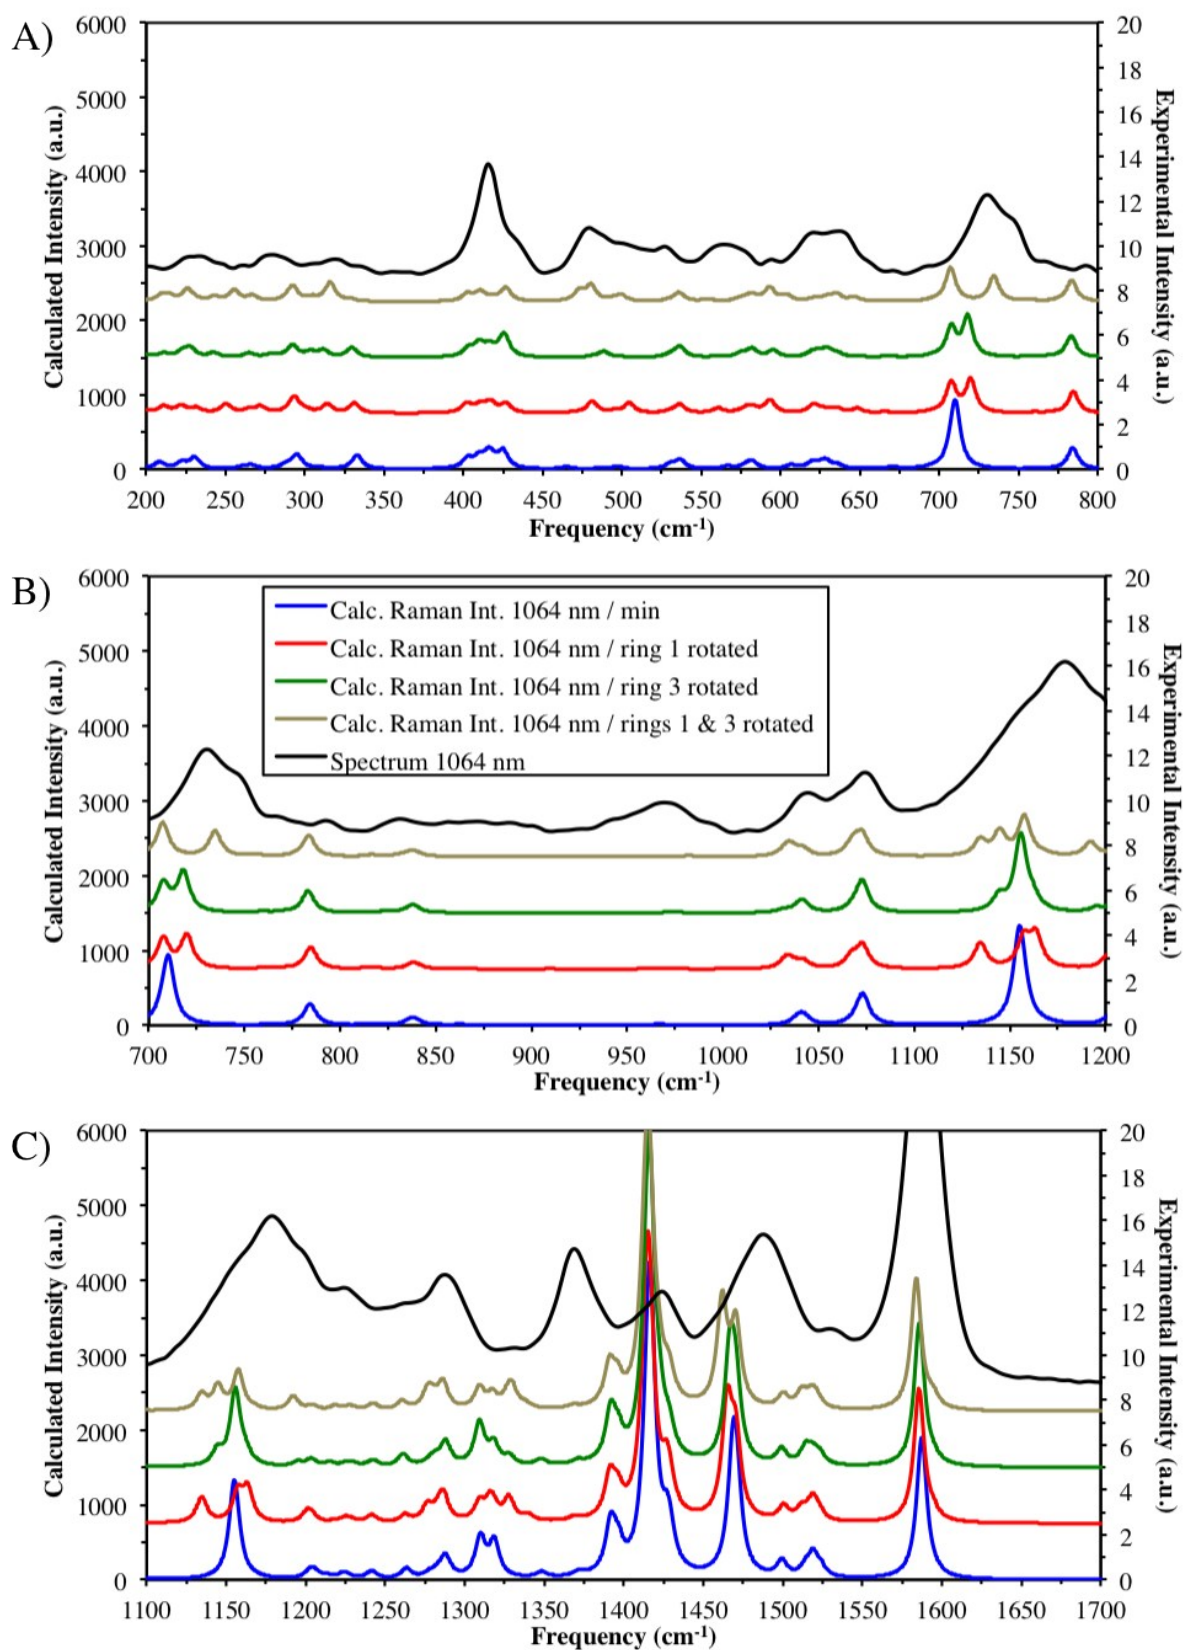 A)
Calculated Intensity (a.u.)
6000
5000
4000
3000
2000
1000
0
20
18
16
14
12
10
8
6
4
2
0
Experimental Intensity (a.u.)
200 250 300 350 400 450 500 550 600 650 700 750 800
Frequency (cm-1)
B)
Calculated Intensity (a.u.)
6000
5000
4000
3000
2000
1000
0
Calc. Raman Int. 1064 nm / min
Calc. Raman Int. 1064 nm / ring 1 rotated
Calc. Raman Int. 1064 nm / ring 3 rotated
Calc. Raman Int. 1064 nm / rings 1 & 3 rotated
Spectrum 1064 nm
20
18
16
14
12
10
8
6
4
2
0
Experimental Intensity (a.u.)
700 750 800 850 900 950 1000 1050 1100 1150 1200
Frequency (cm-1)
C)
Calculated Intensity (a.u.)
6000
5000
4000
3000
2000
1000
0
20
18
16
14
12
10
8
6
4
2
0
Experimental Intensity (a.u.)
1100 1150 1200 1250 1300 1350 1400 1450 1500 1550 1600 1650 1700
Frequency (cm-1)